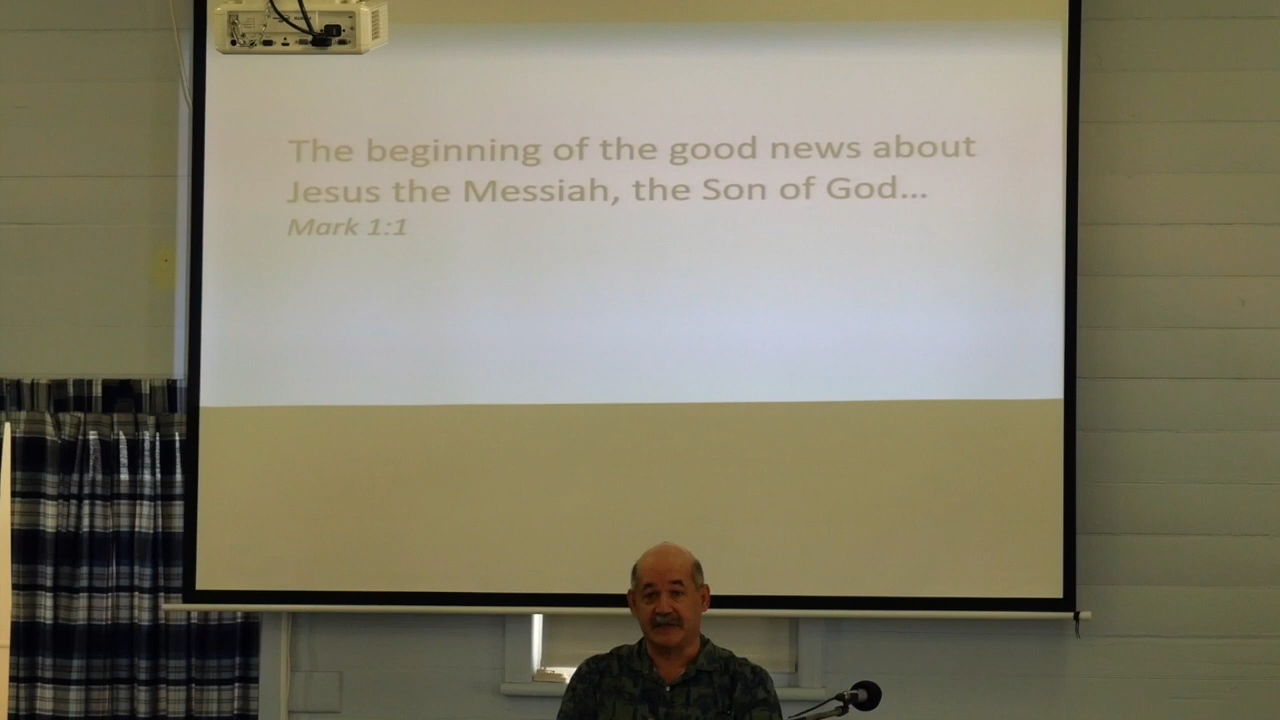 The beginning of the good news about
Jesus the Messiah, the Son of God...
Mark 1:1